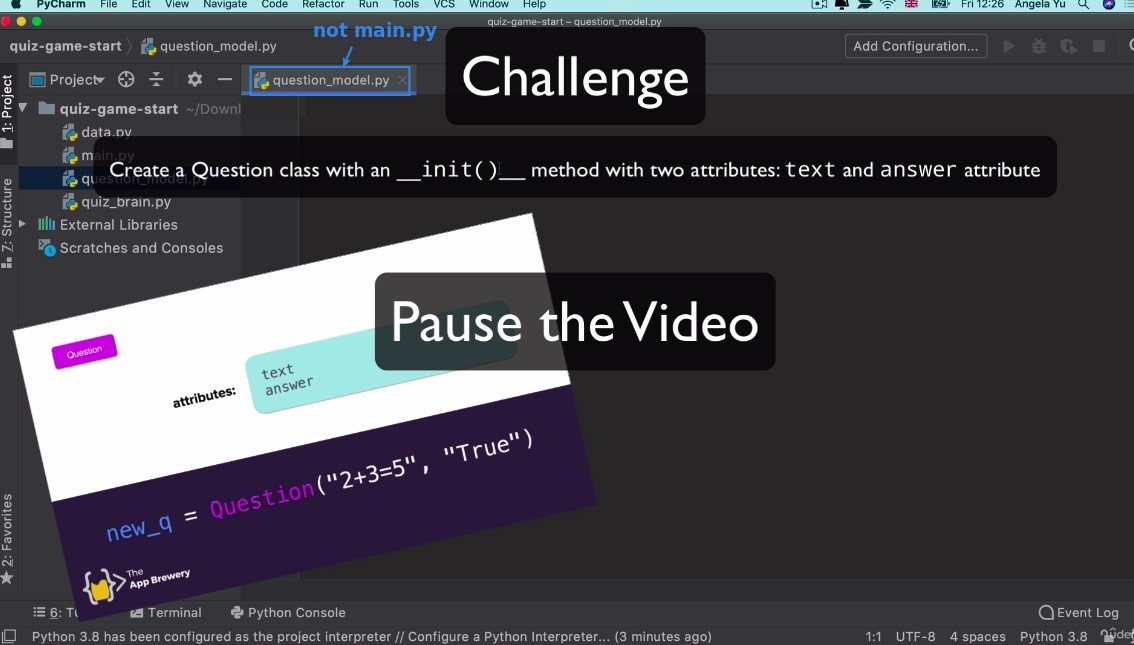 PyCharm File Edit View Navigate Code Refactor Run Tools VCS Window Help Fri 12:26 Angela Yu
quiz-game-start – question_model.py
not main.py
quiz-game-start question_model.py
Add Configuration...
Challenge
1: Project
Project
question_model.py
quiz-game-start ~/Downl
data.py
main.py
Create a Question class with an __init()__ method with two attributes: text and answer attribute
question_model.py
quiz_brain.py
7: Structure
External Libraries
Scratches and Consoles
Pause the Video
Question
attributes:
text
answer
new_q = Question("2+3=5", "True")
The
App Brewery
2: Favorites
6: Terminal Python Console Event Log
Python 3.8 has been configured as the project interpreter // Configure a Python Interpreter... (3 minutes ago) 1:1 UTF-8 4 spaces Python 3.8